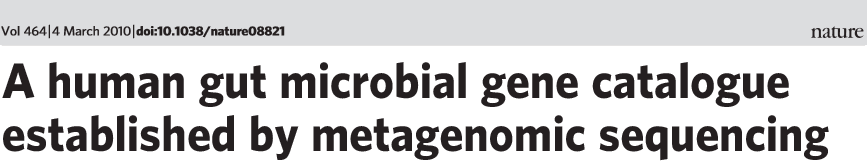 Vol 464|4 March 2010|doi:10.1038/nature08821 nature
A human gut microbial gene catalogue
established by metagenomic sequencing